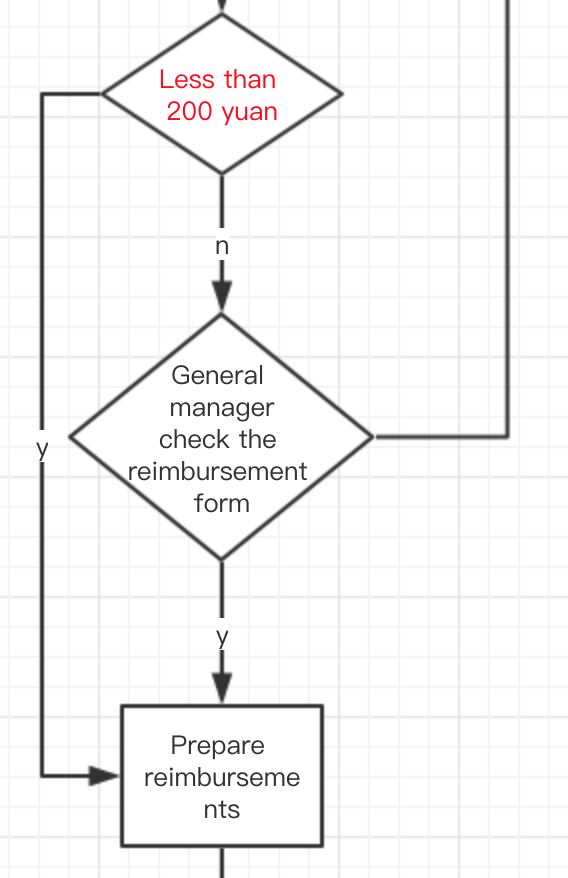 Less than
200 yuan
n
General
manager
check the
reimbursement
form
y
y
Prepare
reimburseme
nts